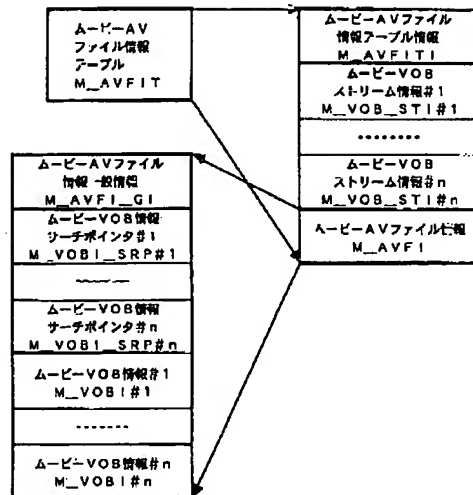 ムービーAV
ファイル情報
テーブル
M_AVFIT
ムービーAVファイル
情報テーブル情報
M_AVFITI
ムービーVOB
ストリーム情報#1
M_VOB_STI#1
--------
ムービーVOB
ストリーム情報#n
M_VOB_STI#n
ムービーAVファイル情報
M_AVFI
ムービーAVファイル
情報一般情報
M_AVFI_GI
ムービーVOB情報
サーチポインタ#1
M_VOBI_SRP#1
-------
ムービーVOB情報
サーチポインタ#n
M_VOBI_SRP#n
ムービーVOB情報#1
M_VOBI#1
-------
ムービーVOB情報#n
M_VOBI#n